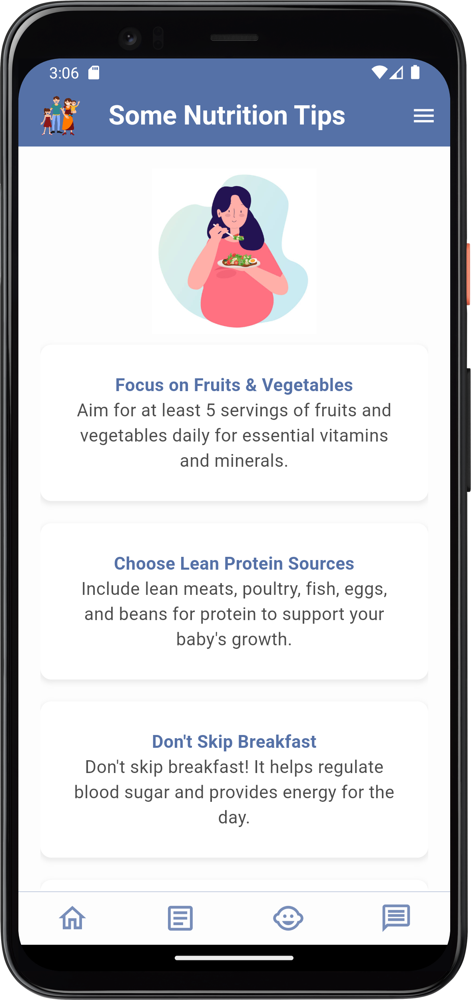 3:06
Some Nutrition Tips
Focus on Fruits & Vegetables
Aim for at least 5 servings of fruits and
vegetables daily for essential vitamins
and minerals.
Choose Lean Protein Sources
Include lean meats, poultry, fish, eggs,
and beans for protein to support your
baby's growth.
Don't Skip Breakfast
Don't skip breakfast! It helps regulate
blood sugar and provides energy for the
day.